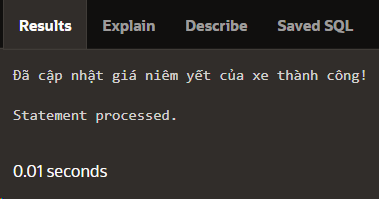 Results Explain Describe Saved SQL
Đã cập nhật giá niêm yết của xe thành công!
Statement processed.
0.01 seconds